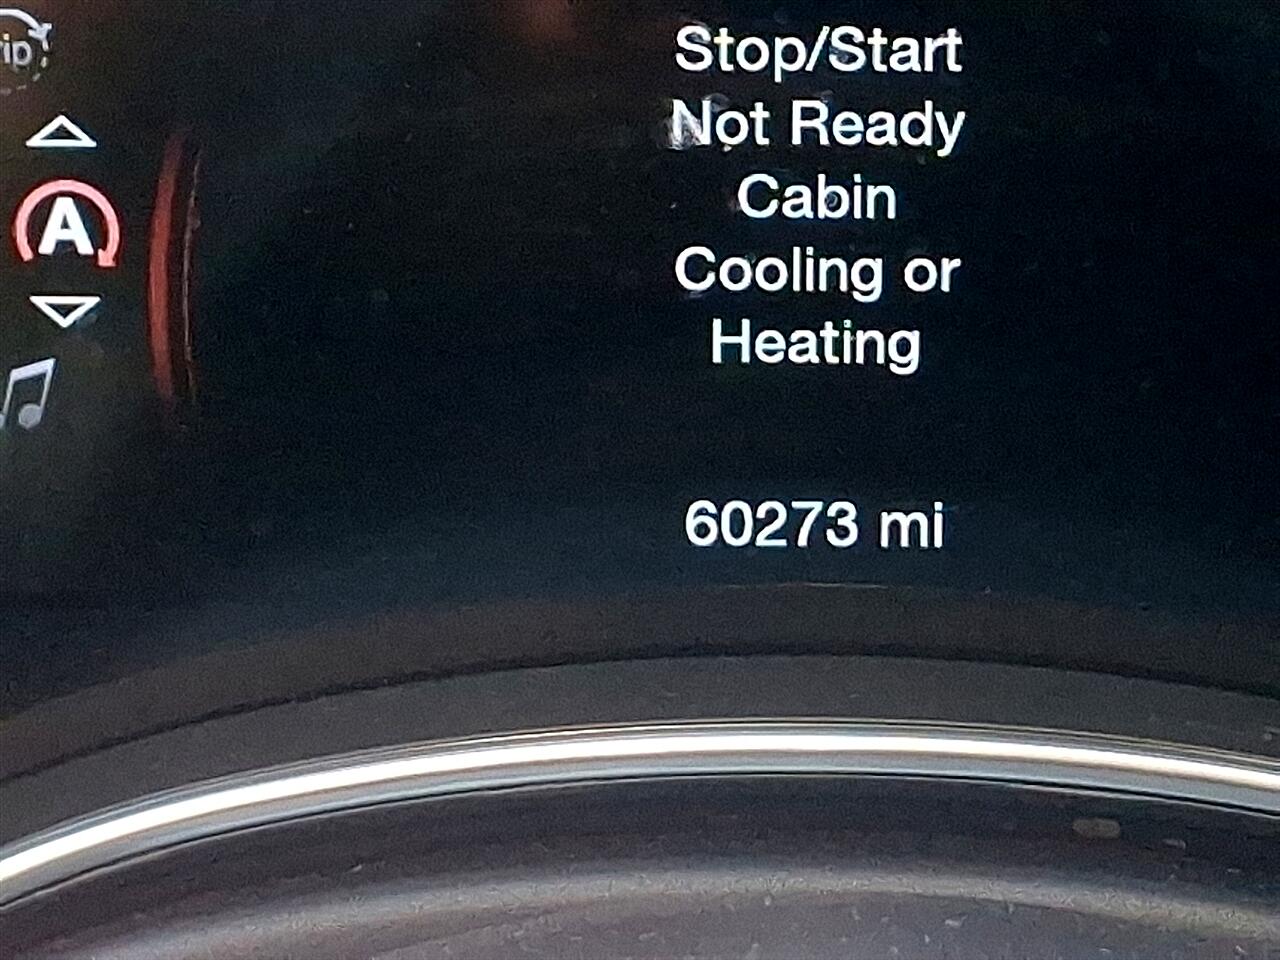 Stop/Start
Not Ready
Cabin
Cooling or
Heating
A
60273 mi